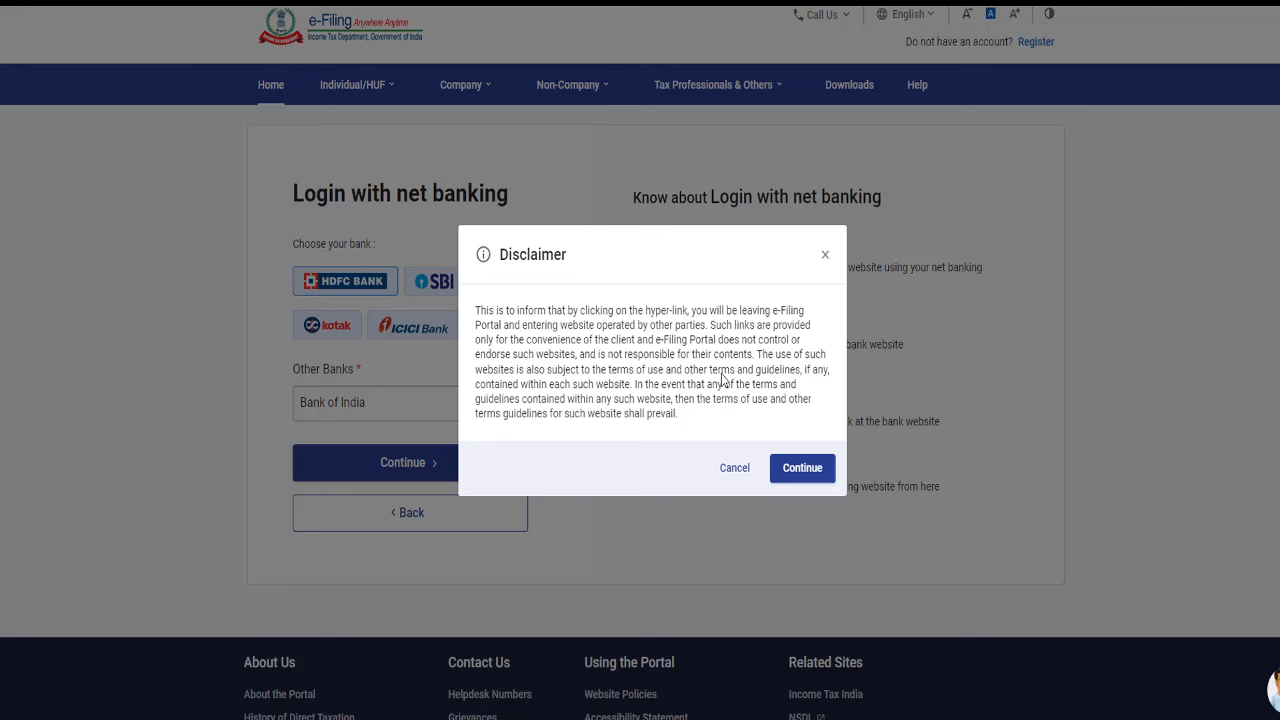 e-Filing Anywhere Anytime
Income Tax Department, Government of India
Call Us
English
A-
A
A+
Do not have an account? Register
Home
Individual/HUF
Company
Non-Company
Tax Professionals & Others
Downloads
Help
Login with net banking
Know about Login with net banking
Choose your bank :
HDFC BANK
SBI
kotak
ICICI Bank
Other Banks *
Bank of India
Continue >
< Back
website using your net banking
bank website
k at the bank website
ng website from here
Disclaimer
This is to inform that by clicking on the hyper-link, you will be leaving e-Filing
Portal and entering website operated by other parties. Such links are provided
only for the convenience of the client and e-Filing Portal does not control or
endorse such websites, and is not responsible for their contents. The use of such
websites is also subject to the terms of use and other terms and guidelines, if any,
contained within each such website. In the event that any of the terms and
guidelines contained within any such website, then the terms of use and other
terms guidelines for such website shall prevail.
Cancel
Continue
About Us
Contact Us
Using the Portal
Related Sites
About the Portal
Helpdesk Numbers
Website Policies
Income Tax India
History of Direct Taxation
Grievances
Accessibility Statement
NSDL